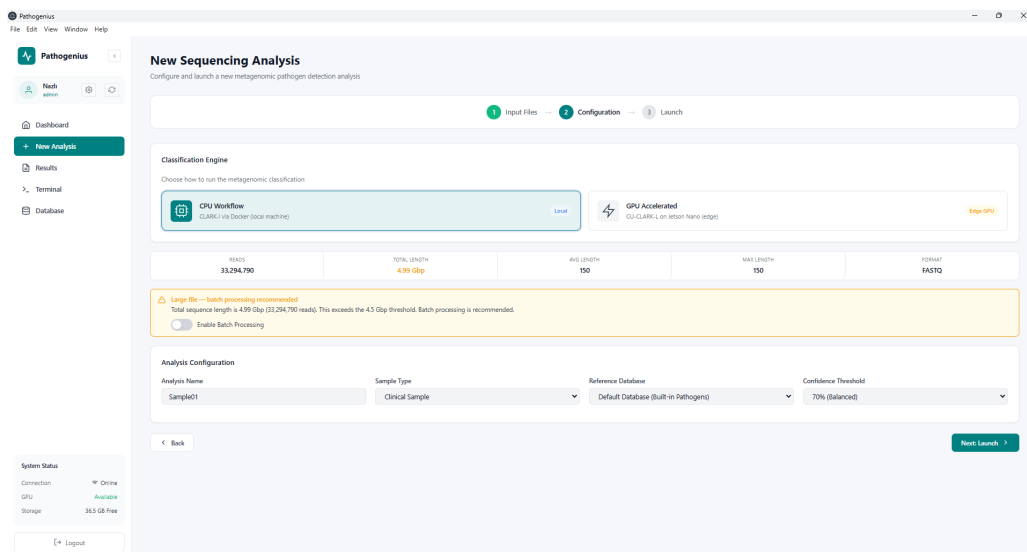 Pathogenius
File Edit View Window Help
Pathogenius
Nazlı
admin
Dashboard
+ New Analysis
Results
>_ Terminal
Database
System Status
Connection Online
GPU Available
Storage 36.5 GB Free
Logout
New Sequencing Analysis
Configure and launch a new metagenomic pathogen detection analysis
1 Input Files → 2 Configuration → 3 Launch
Classification Engine
Choose how to run the metagenomic classification
CPU Workflow
CLARK-l via Docker (local machine)
Local
GPU Accelerated
CU-CLARK-L on Jetson Nano (edge)
Edge GPU
READS
33,294,790
TOTAL LENGTH
4.99 Gbp
AVG LENGTH
150
MAX LENGTH
150
FORMAT
FASTQ
Large file — batch processing recommended
Total sequence length is 4.99 Gbp (33,294,790 reads). This exceeds the 4.5 Gbp threshold. Batch processing is recommended.
Enable Batch Processing
Analysis Configuration
Analysis Name
Sample01
Sample Type
Clinical Sample
Reference Database
Default Database (Built-in Pathogens)
Confidence Threshold
70% (Balanced)
< Back
Next: Launch >